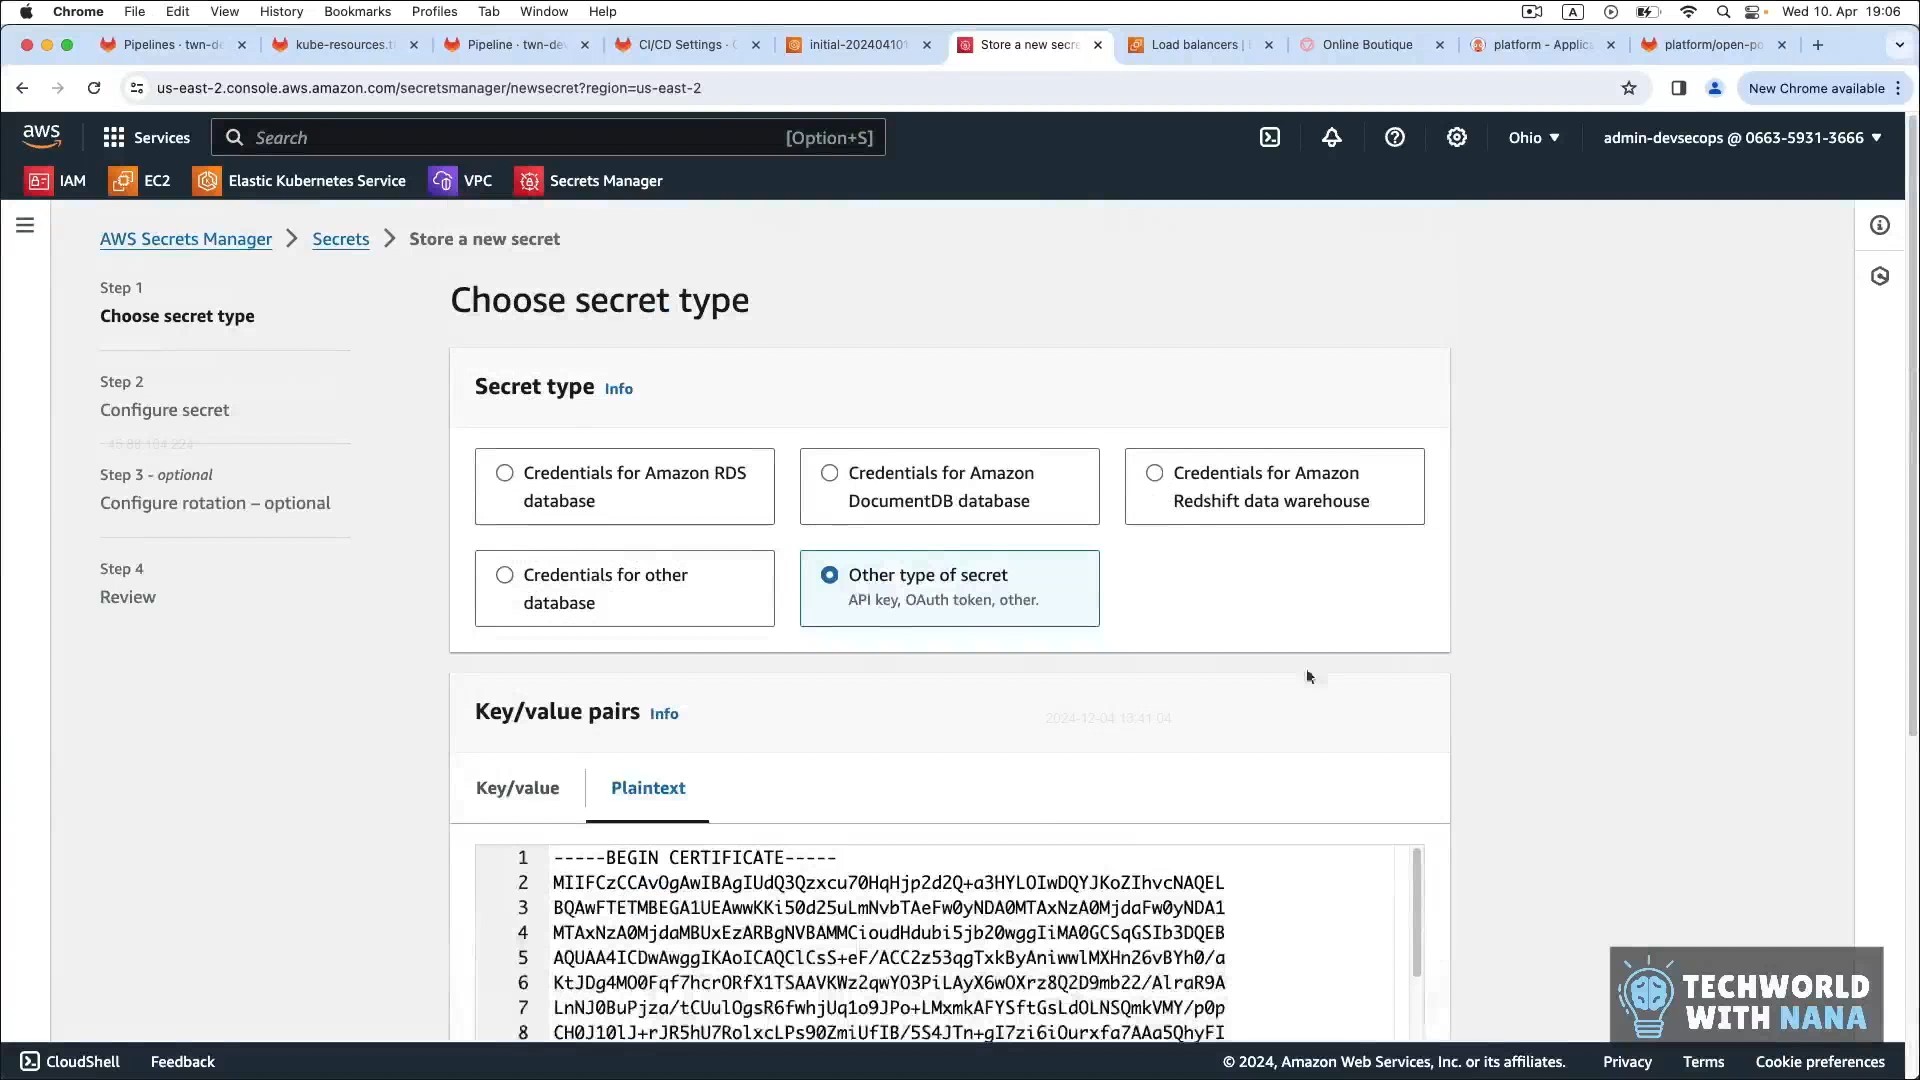 Chrome File Edit View History Bookmarks Profiles Tab Window Help A Wed 10. Apr 19:06
Pipelines · twn-de kube-resources.t Pipeline · twn-dev CI/CD Settings · initial-202404101 Store a new secre Load balancers | Online Boutique platform - Applic platform/open-po
us-east-2.console.aws.amazon.com/secretsmanager/newsecret?region=us-east-2 New Chrome available
aws Services Search [Option+S] Ohio admin-devsecops @ 0663-5931-3666
IAM EC2 Elastic Kubernetes Service VPC Secrets Manager
AWS Secrets Manager Secrets Store a new secret
Step 1
Choose secret type
Step 2
Configure secret
Step 3 - optional
Configure rotation – optional
Step 4
Review
Choose secret type
Secret type Info
Credentials for Amazon RDS
database
Credentials for Amazon
DocumentDB database
Credentials for Amazon
Redshift data warehouse
Credentials for other
database
Other type of secret
API key, OAuth token, other.
Key/value pairs Info
Key/value Plaintext
1 -----BEGIN CERTIFICATE-----
2 MIIFCzCCAvOgAwIBAgIUdQ3Qzxcu70HqHjp2d2Q+a3HYLOIwDQYJKoZIhvcNAQEL
3 BQAwFTETMBEGA1UEAwwKKi50d25uLmNvbTAeFw0yNDA0MTAxNzA0MjdaFw0yNDA1
4 MTAxNzA0MjdaMBUxEzARBgNVBAMMCioudHdubi5jb20wggIiMA0GCSqGSIb3DQEB
5 AQUAA4ICDwAwggIKAoICAQClCsS+eF/ACC2z53qgTxkByAniwwlMXHn26vBYh0/a
6 KtJDg4MO0Fqf7hcrORfX1TSAAVKWz2qwYO3PiLAyX6wOXrz8Q2D9mb22/AlraR9A
7 LnNJ0BuPjza/tCUulOgsR6fwhjUq1o9JPo+LMxmkAFYSftGsLdOLNSQmkVMY/p0p
8 CH0J10lJ+rJR5hU7RolxcLPs90ZmiUfIB/5S4JTn+gI7zi6iOurxfa7AAa5QhyFI
TECHWORLD
WITH NANA
CloudShell Feedback © 2024, Amazon Web Services, Inc. or its affiliates. Privacy Terms Cookie preferences